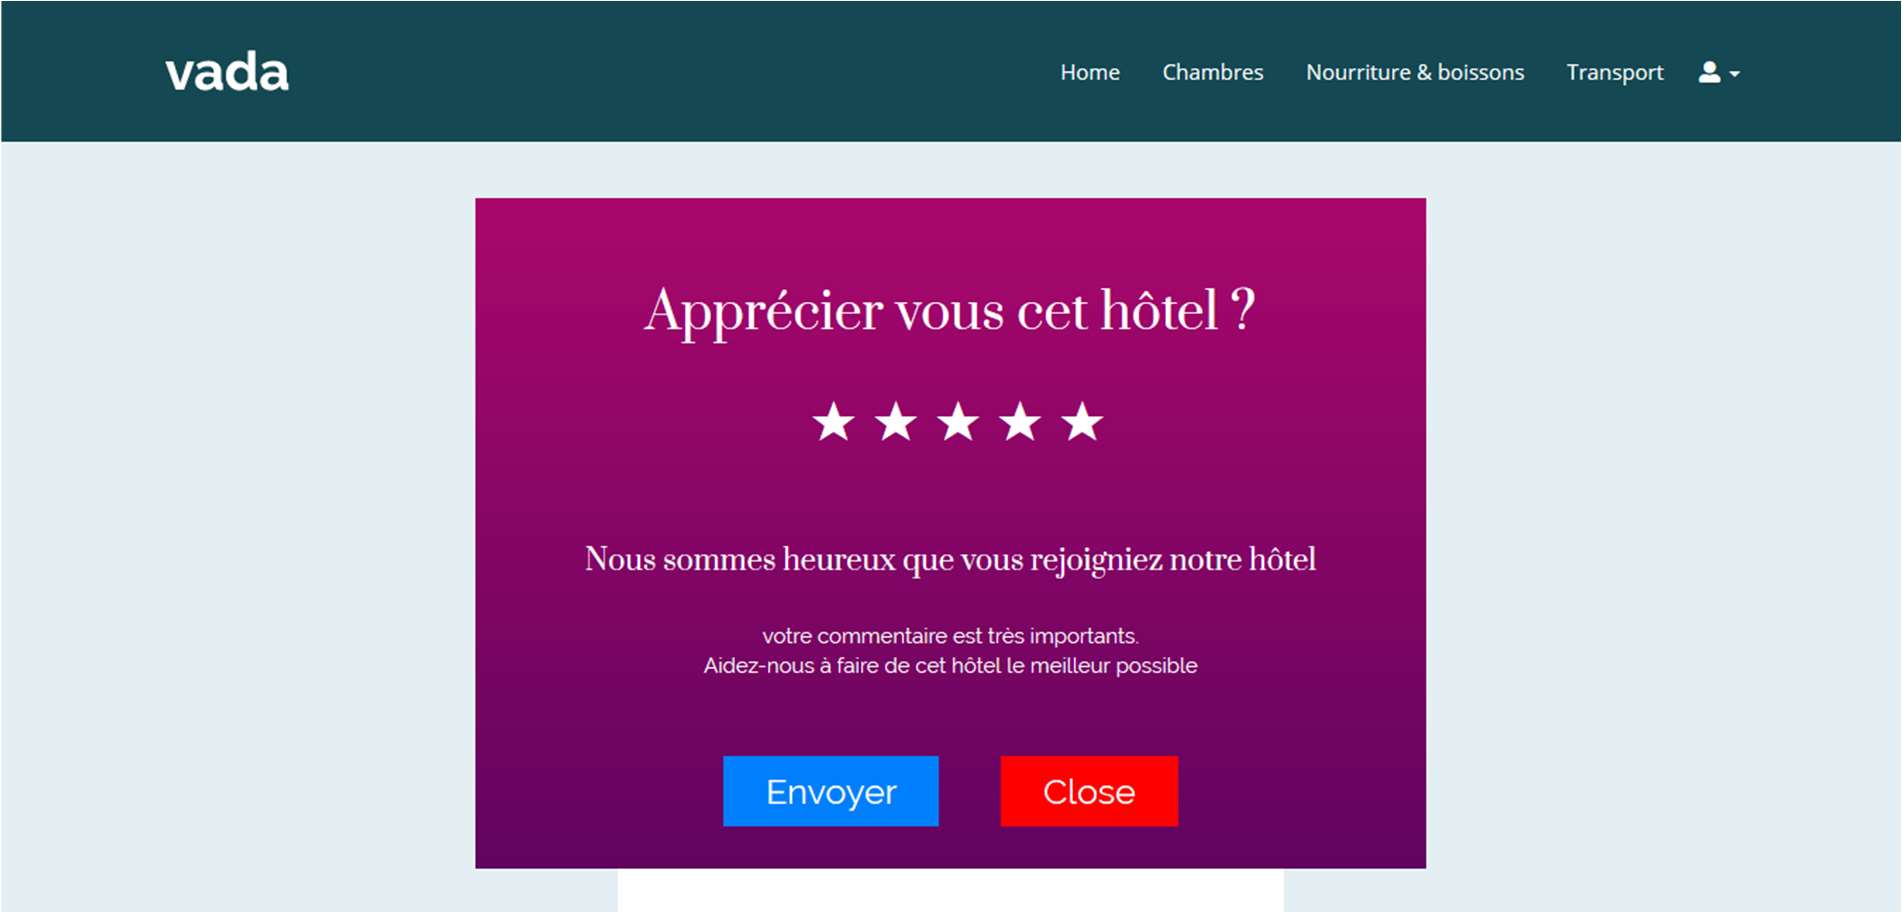 vada
Home Chambres Nourriture & boissons Transport
Apprécier vous cet hôtel ?
Nous sommes heureux que vous rejoigniez notre hôtel
votre commentaire est très importants.
Aidez-nous à faire de cet hôtel le meilleur possible
Envoyer Close